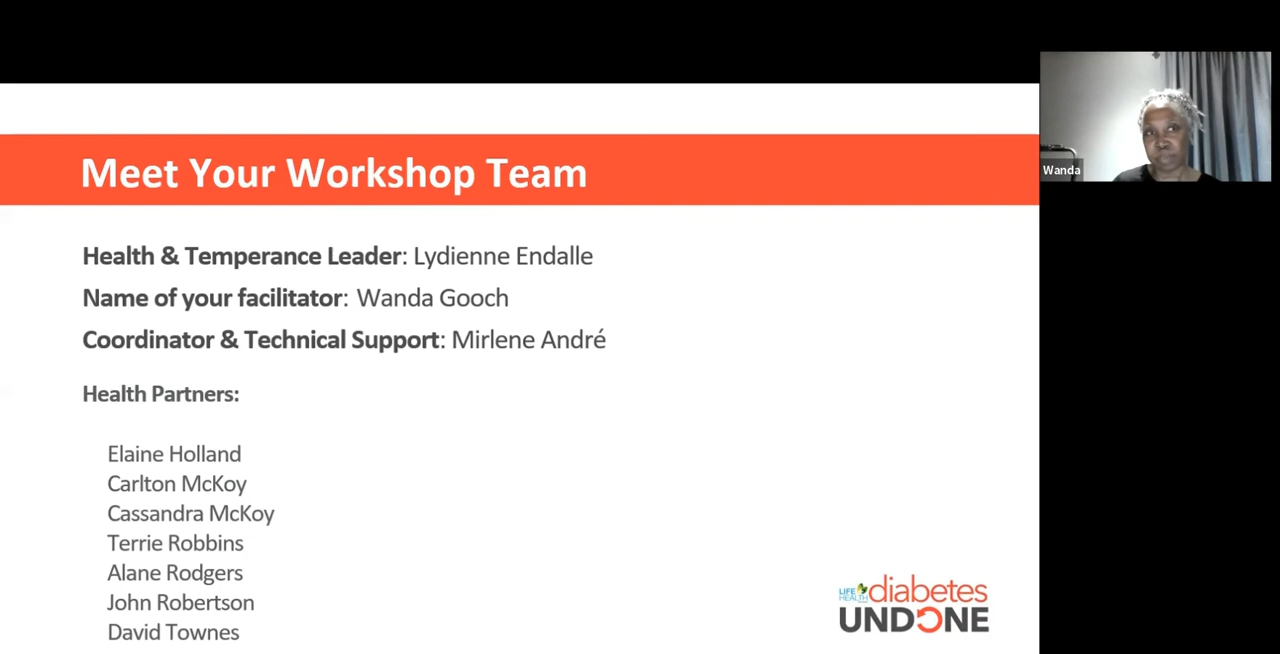 Meet Your Workshop Team
Wanda
Health & Temperance Leader: Lydienne Endalle
Name of your facilitator: Wanda Gooch
Coordinator & Technical Support: Mirlene André
Health Partners:
Elaine Holland
Carlton McKoy
Cassandra McKoy
Terrie Robbins
Alane Rodgers
John Robertson
David Townes
LIFE HEALTH diabetes
UNDONE